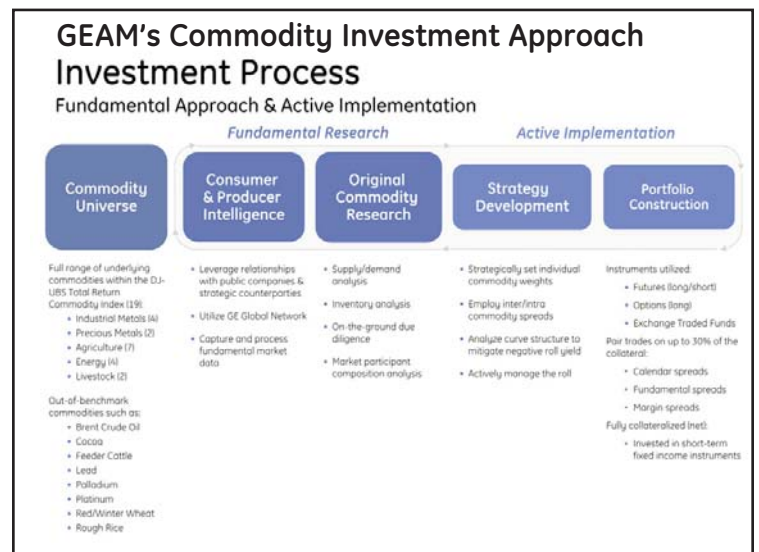 GEAM's Commodity Investment Approach
Investment Process
Fundamental Approach & Active Implementation
Fundamental Research
Active Implementation
Commodity
Universe
Consumer
& Producer
Intelligence
Original
Commodity
Research
Strategy
Development
Portfolio
Construction
Full range of underlying
commodities within the DJ-
UBS Total Return
Commodity Index (19):
• Industrial Metals (4)
• Precious Metals (2)
• Agriculture (7)
• Energy (4)
• Livestock (2)
Out-of-benchmark
commodities such as:
• Brent Crude Oil
• Cocoa
• Feeder Cattle
• Lead
• Palladium
• Platinum
• Red/Winter Wheat
• Rough Rice
• Leverage relationships
with public companies &
strategic counterparties
• Utilize GE Global Network
• Capture and process
fundamental market
data
• Supply/demand
analysis
• Inventory analysis
• On-the-ground due
diligence
• Market participant
composition analysis
• Strategically set individual
commodity weights
• Employ inter/intra
commodity spreads
• Analyze curve structure to
mitigate negative roll yield
• Actively manage the roll
Instruments utilized:
• Futures (long/short)
• Options (long)
• Exchange Traded Funds
Pair trades on up to 30% of the
collateral:
- Calendar spreads
- Fundamental spreads
- Margin spreads
Fully collateralized (net):
• Invested in short-term
fixed income instruments